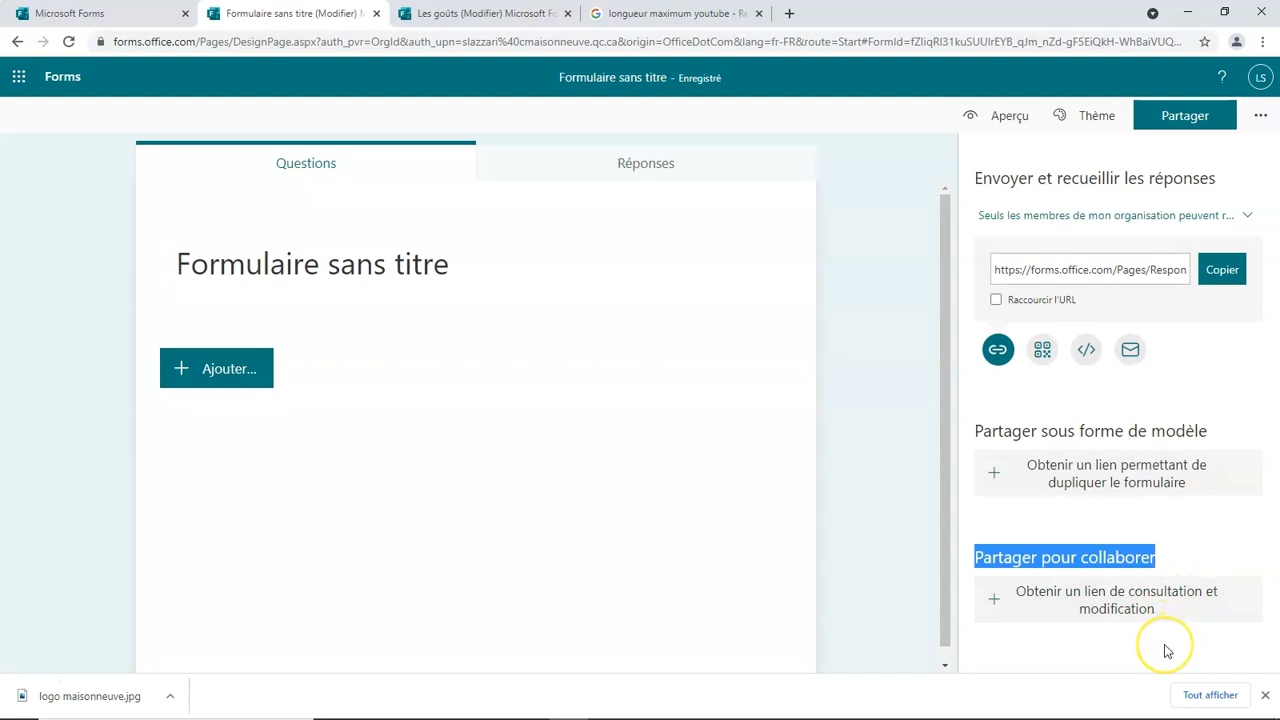 Microsoft Forms
Formulaire sans titre (Modifier)
Les goûts (Modifier) Microsoft Fo
longueur maximum youtube - Re
forms.office.com/Pages/DesignPage.aspx?auth_pvr=OrgId&auth_upn=slazzari%40cmaisonneuve.qc.ca&origin=OfficeDotCom&lang=fr-FR&route=Start#FormId=
Forms
Formulaire sans titre - Enregistré
?
LS
Aperçu
Thème
Partager
Questions
Réponses
Envoyer et recueillir les réponses
Seuls les membres de mon organisation peuvent r...
Formulaire sans titre
https://forms.office.com/Pages/Respon
Copier
Raccourcir l'URL
Ajouter...
Partager sous forme de modèle
Obtenir un lien permettant de
dupliquer le formulaire
Partager pour collaborer
Obtenir un lien de consultation et
modification
logo maisonneuve.jpg
Tout afficher